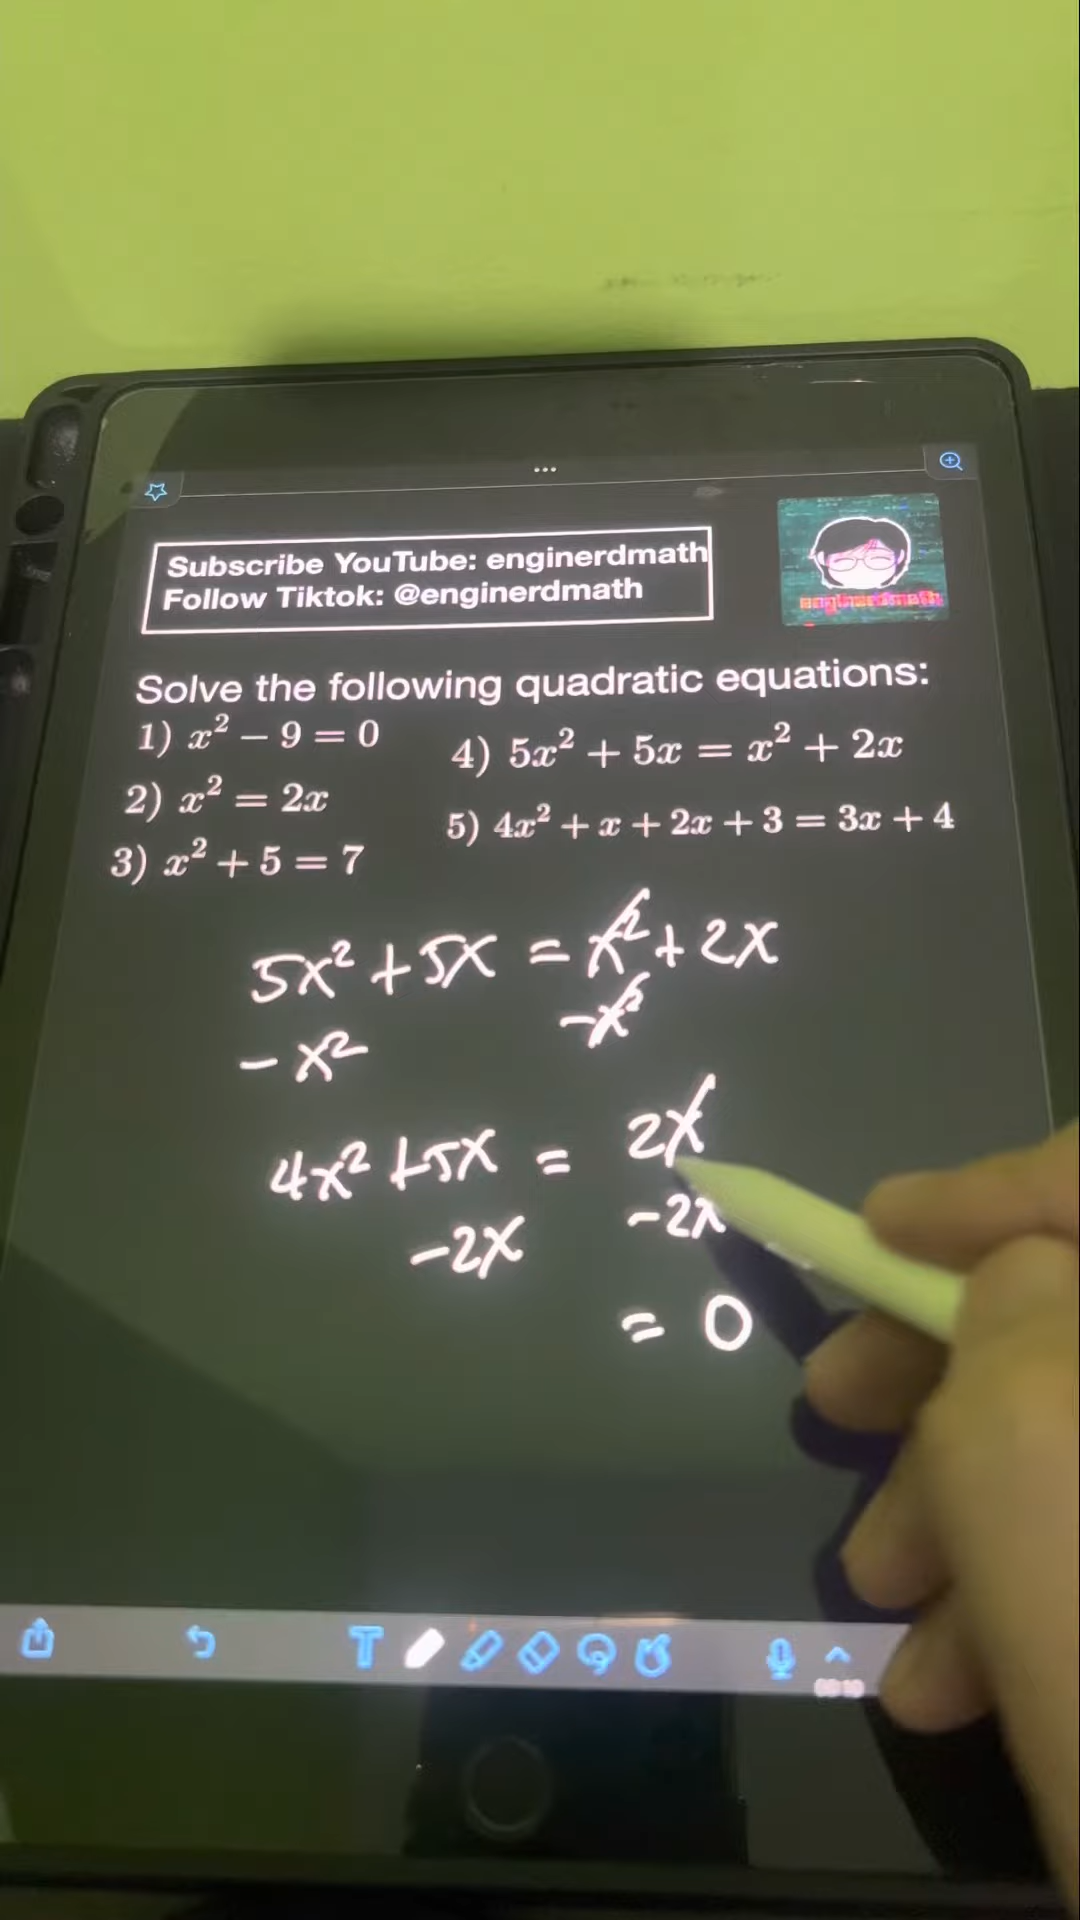 Subscribe YouTube: enginerdmath
Follow Tiktok: @enginerdmath
enginerdmath
Solve the following quadratic equations:
1) x² − 9 = 0
2) x² = 2x
3) x² + 5 = 7
4) 5x² + 5x = x² + 2x
5) 4x² + x + 2x + 3 = 3x + 4
5x² + 5x = x² + 2x
− x² −x²
4x² + 5x = 2x
−2x −2x
= 0
T